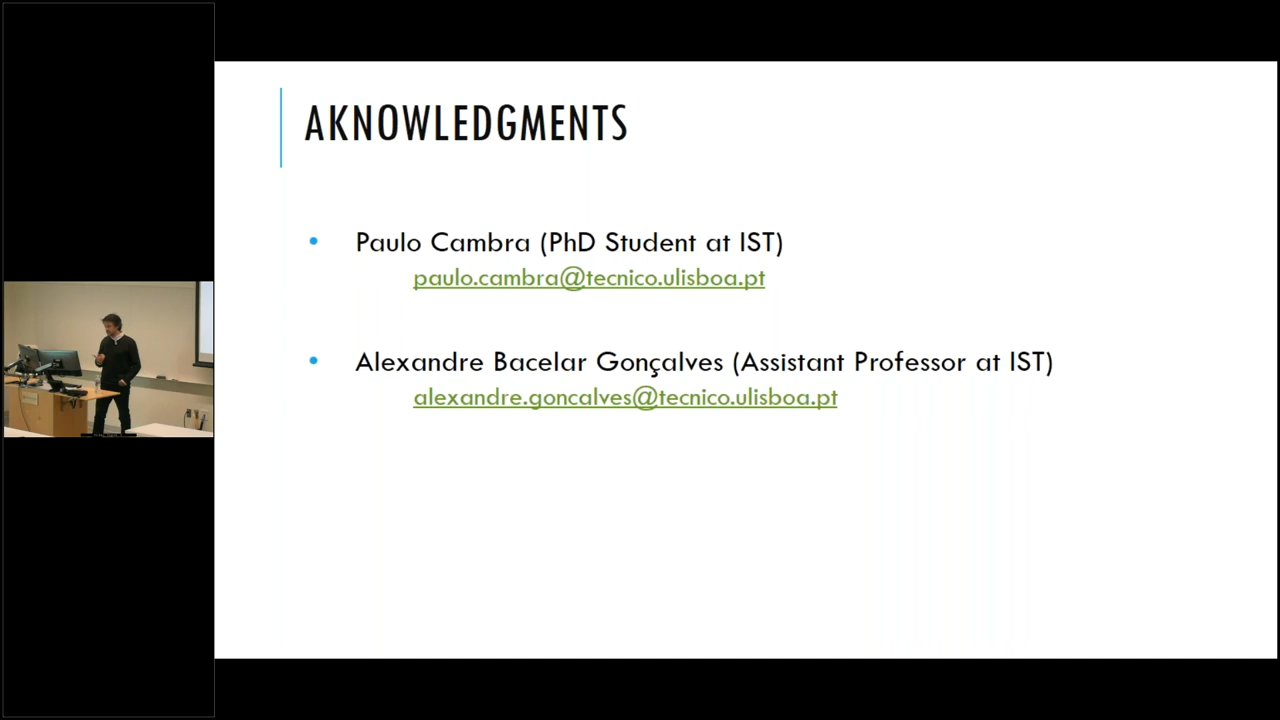 AKNOWLEDGMENTS
• Paulo Cambra (PhD Student at IST)
paulo.cambra@tecnico.ulisboa.pt
• Alexandre Bacelar Gonçalves (Assistant Professor at IST)
alexandre.goncalves@tecnico.ulisboa.pt